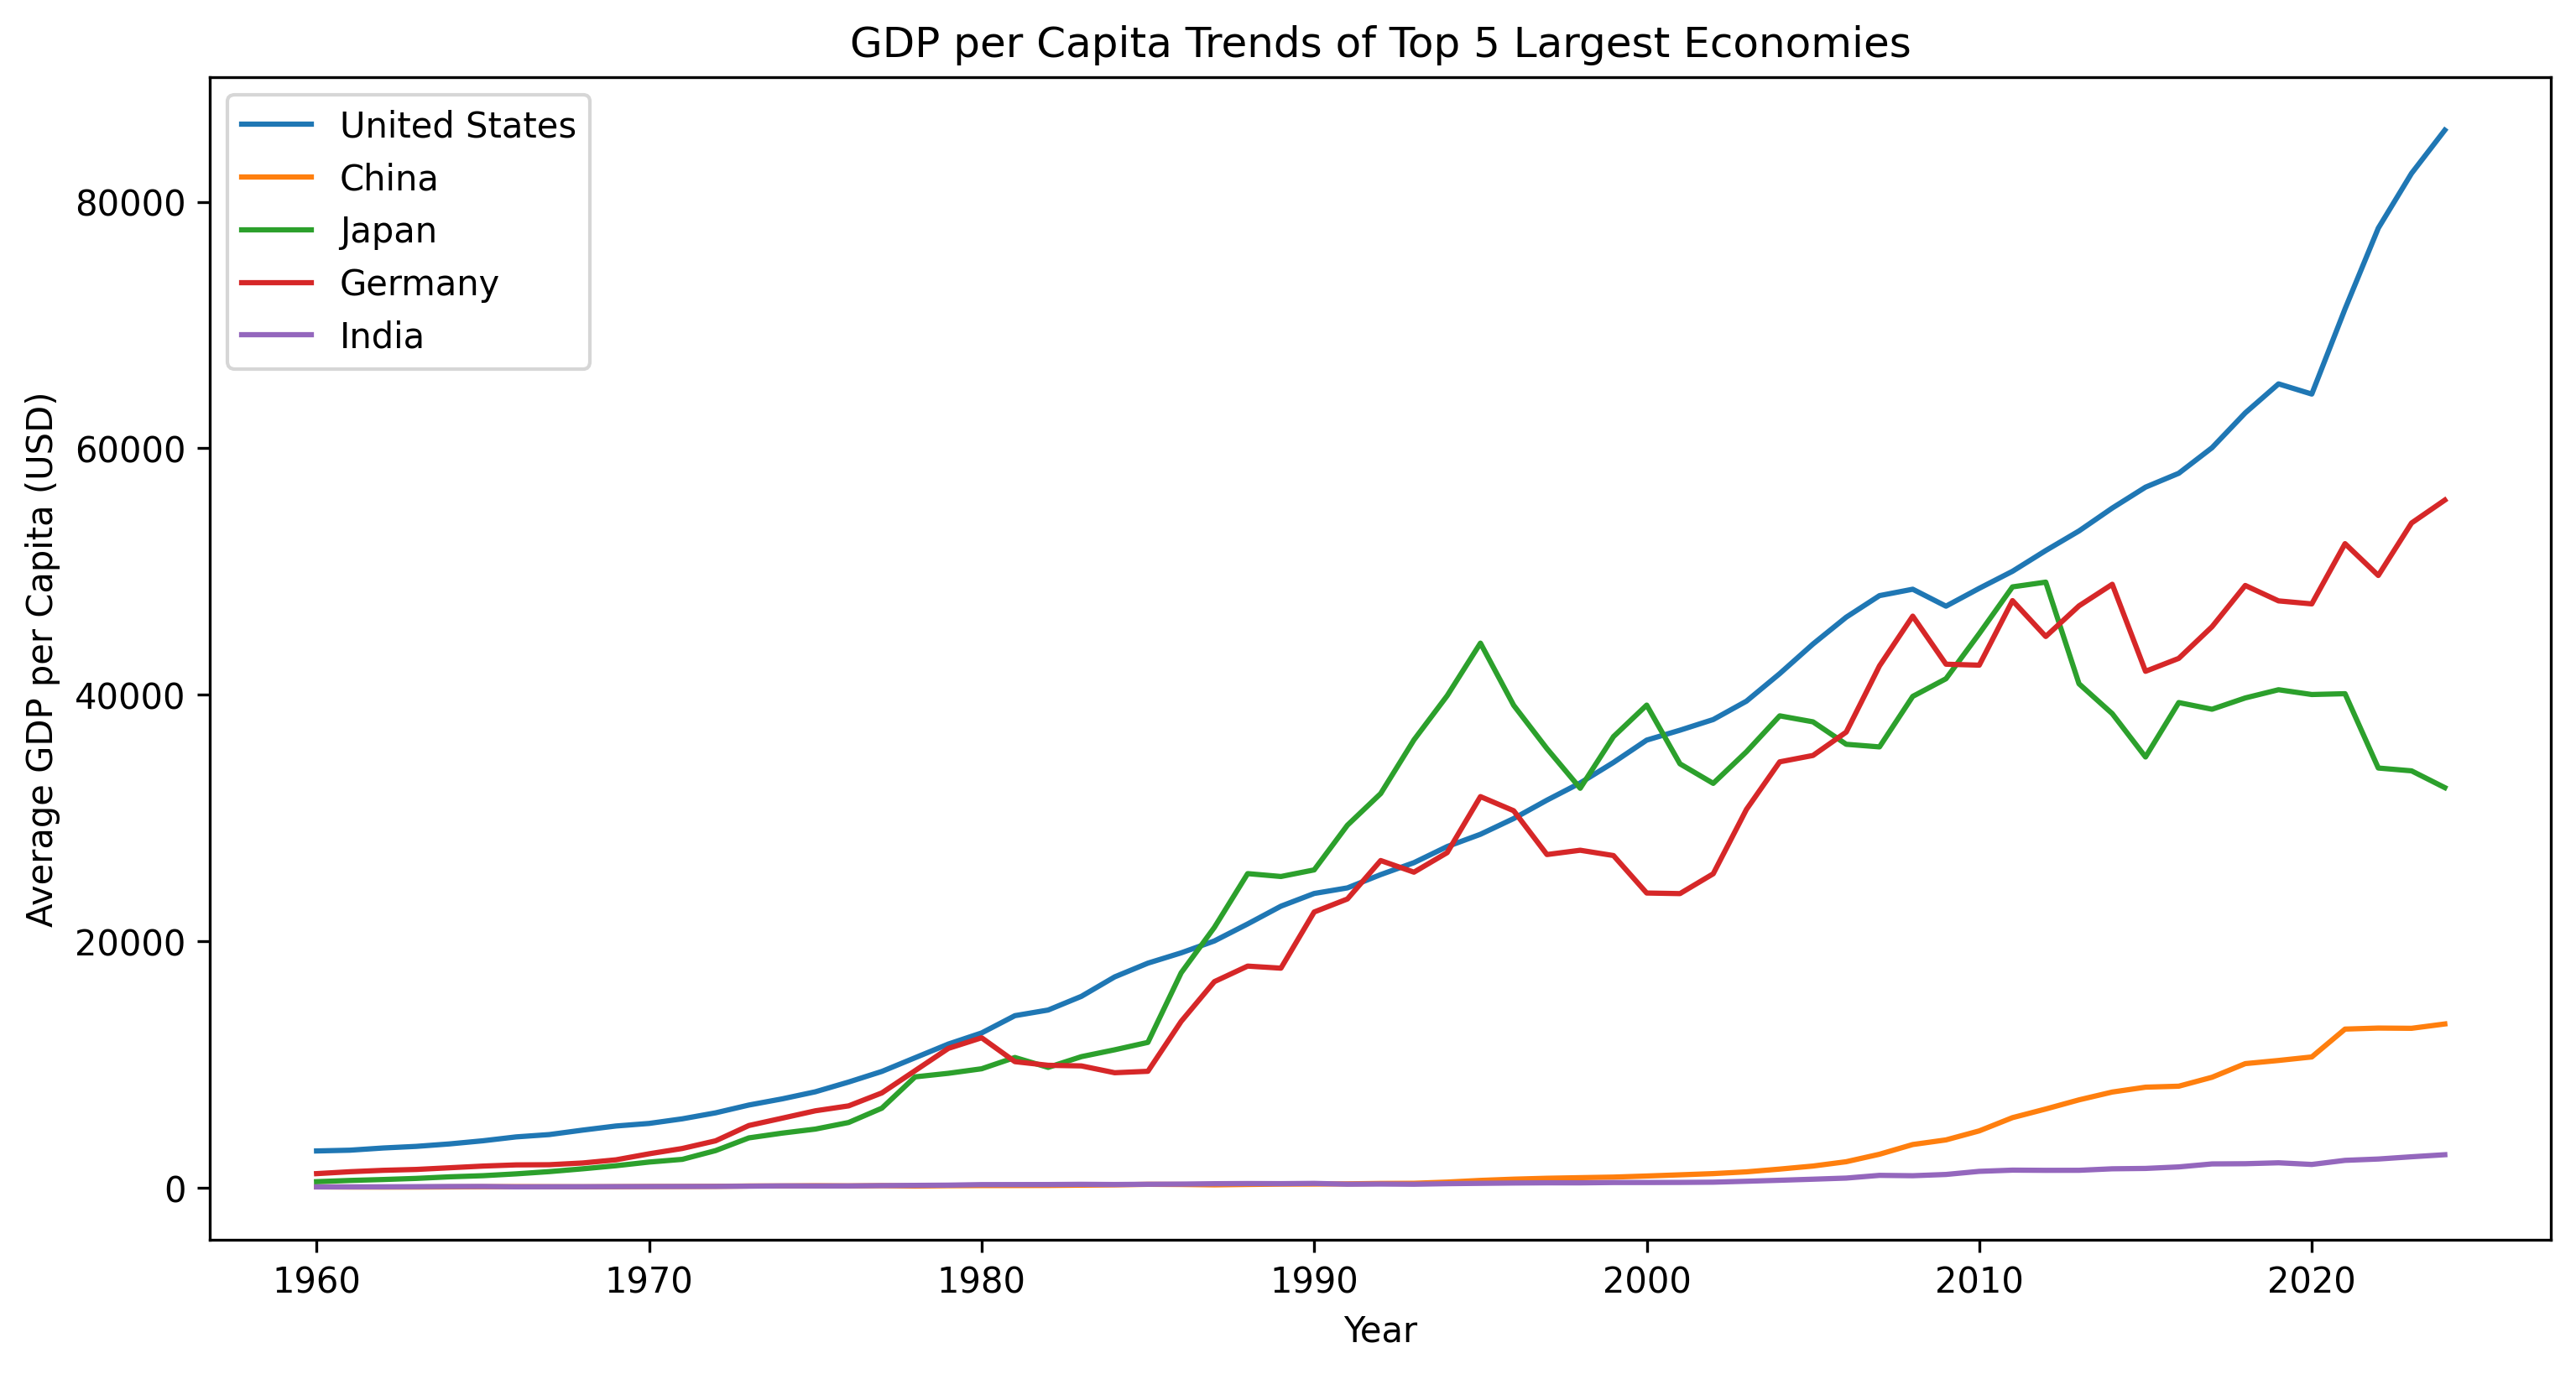 GDP per Capita Trends of Top 5 Largest Economies
United States
China
Japan
Germany
India
Average GDP per Capita (USD)
80000
60000
40000
20000
0
1960 1970 1980 1990 2000 2010 2020
Year